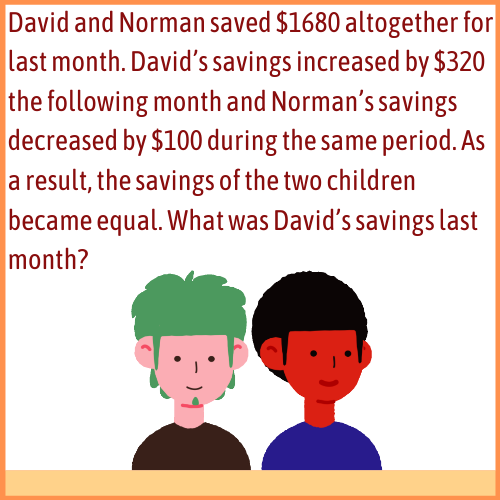 David and Norman saved $1680 altogether for
last month. David’s savings increased by $320
the following month and Norman’s savings
decreased by $100 during the same period. As
a result, the savings of the two children
became equal. What was David’s savings last
month?